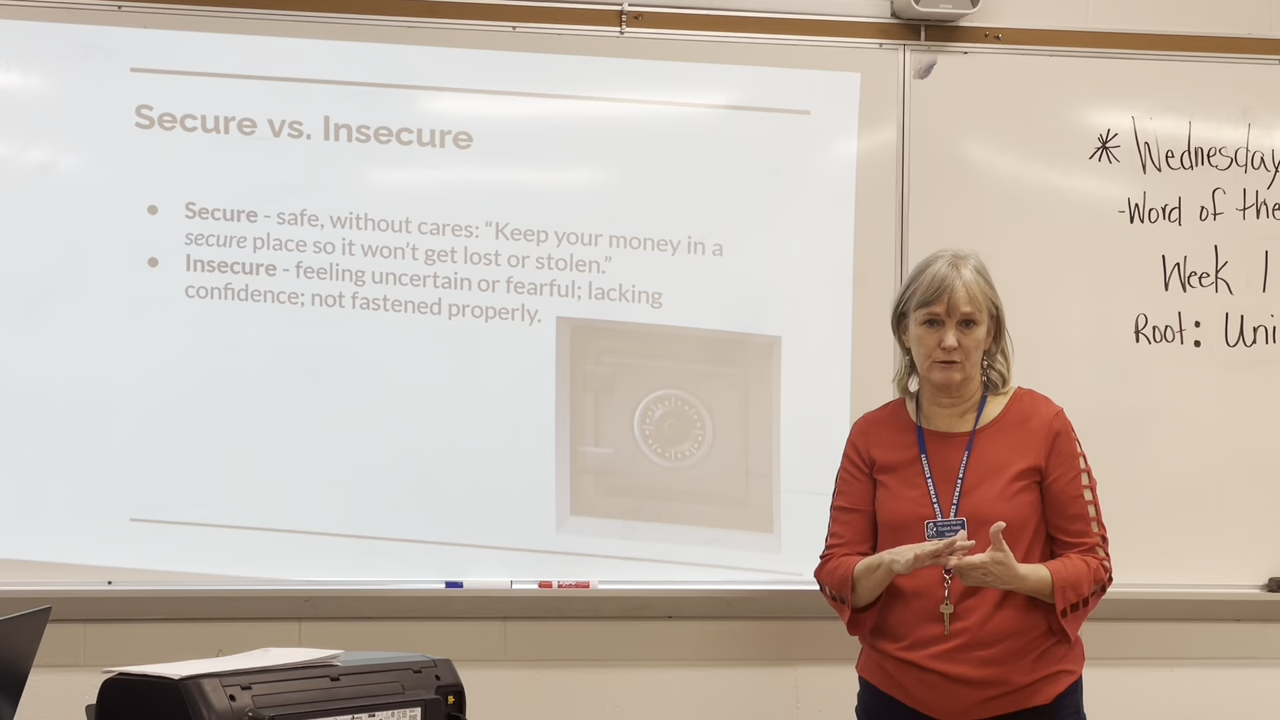 Secure vs. Insecure
● Secure - safe, without cares: “Keep your money in a
secure place so it won’t get lost or stolen.”
● Insecure - feeling uncertain or fearful; lacking
confidence; not fastened properly.
* Wednesday
-Word of the
Week 1
Root: Uni